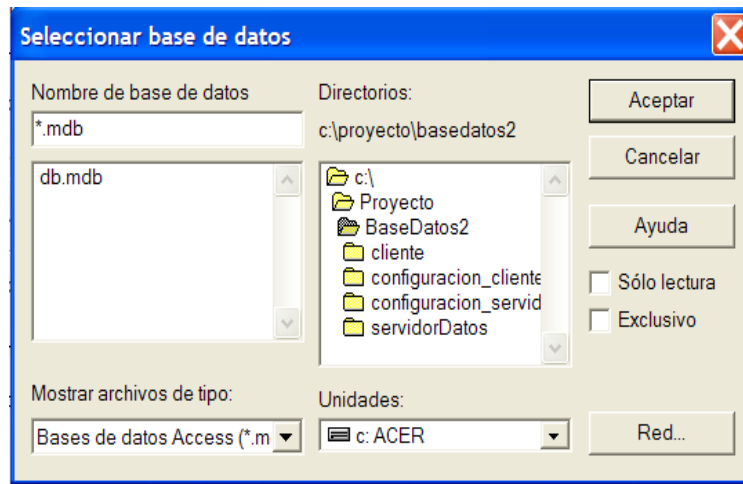 Seleccionar base de datos
Nombre de base de datos
*.mdb
db.mdb
Directorios:
c:\proyecto\basedatos2
c:\
Proyecto
BaseDatos2
cliente
configuracion_cliente
configuracion_servid
servidorDatos
Aceptar
Cancelar
Ayuda
Sólo lectura
Exclusivo
Mostrar archivos de tipo:
Bases de datos Access (*.m
Unidades:
c: ACER
Red...